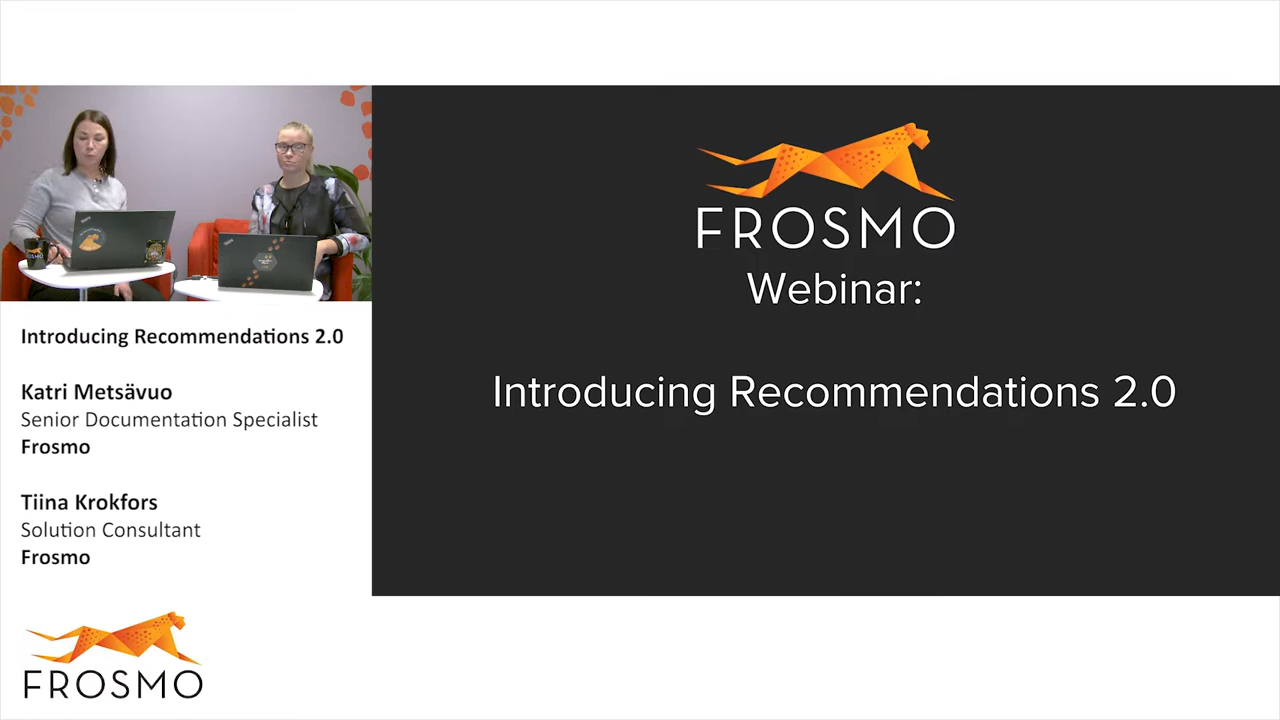 FROSMO
Webinar:
Introducing Recommendations 2.0
Introducing Recommendations 2.0
Katri Metsävuo
Senior Documentation Specialist
Frosmo
Tiina Krokfors
Solution Consultant
Frosmo
FROSMO